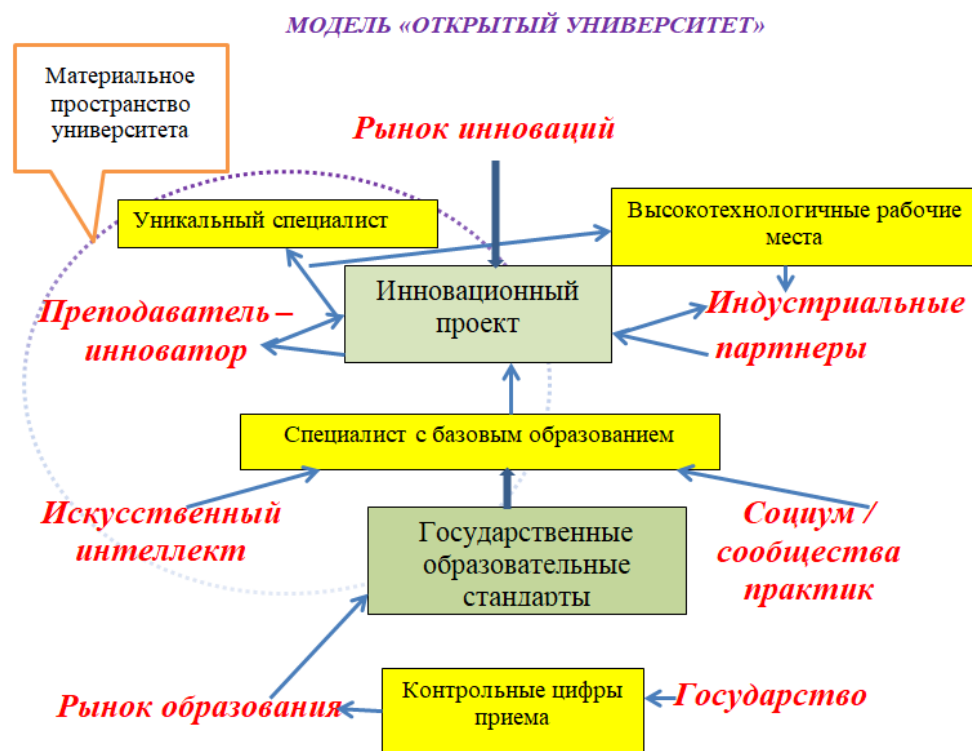 МОДЕЛЬ «ОТКРЫТЫЙ УНИВЕРСИТЕТ»
Материальное
пространство
университета
Рынок инноваций
Уникальный специалист
Высокотехнологичные рабочие
места
Инновационный
проект
Преподаватель –
инноватор
Индустриальные
партнеры
Специалист с базовым образованием
Искусственный
интеллект
Государственные
образовательные
стандарты
Социум /
сообщества
практик
Рынок образования
Контрольные цифры
приема
Государство